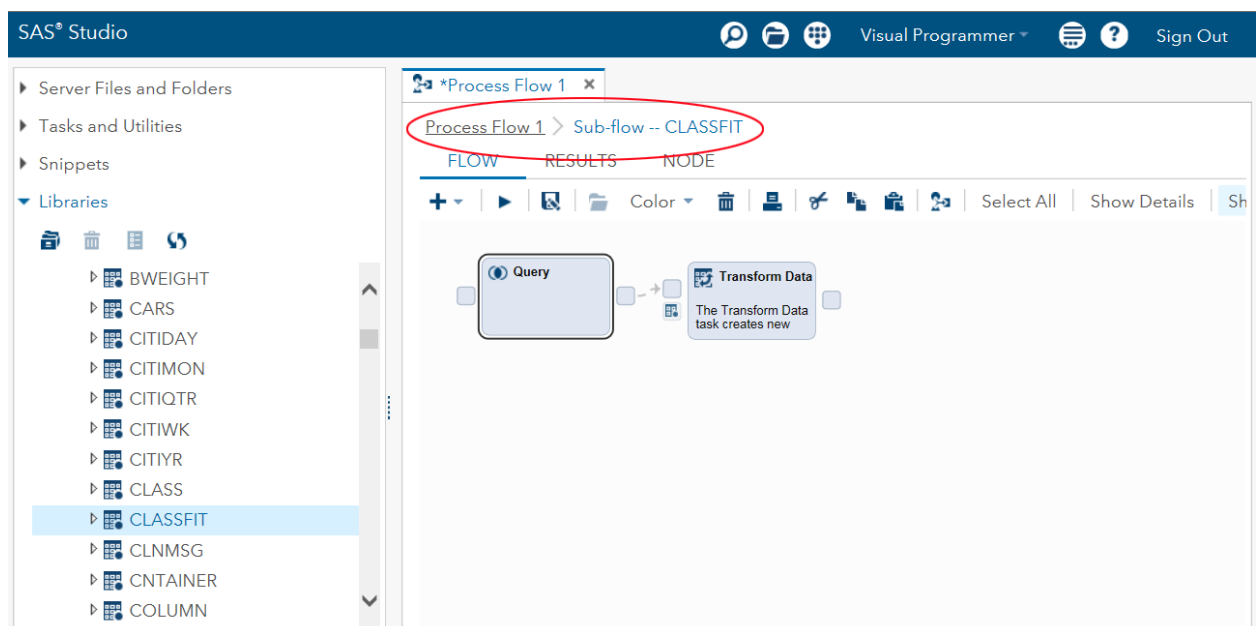 SAS® Studio
Visual Programmer
Sign Out
Server Files and Folders
Tasks and Utilities
Snippets
Libraries
BWEIGHT
CARS
CITIDAY
CITIMON
CITIQTR
CITIWK
CITIYR
CLASS
CLASSFIT
CLNMSG
CNTAINER
COLUMN
*Process Flow 1
Process Flow 1 > Sub-flow -- CLASSFIT
FLOW RESULTS NODE
Color Select All Show Details Sh
Query
Transform Data
The Transform Data
task creates new